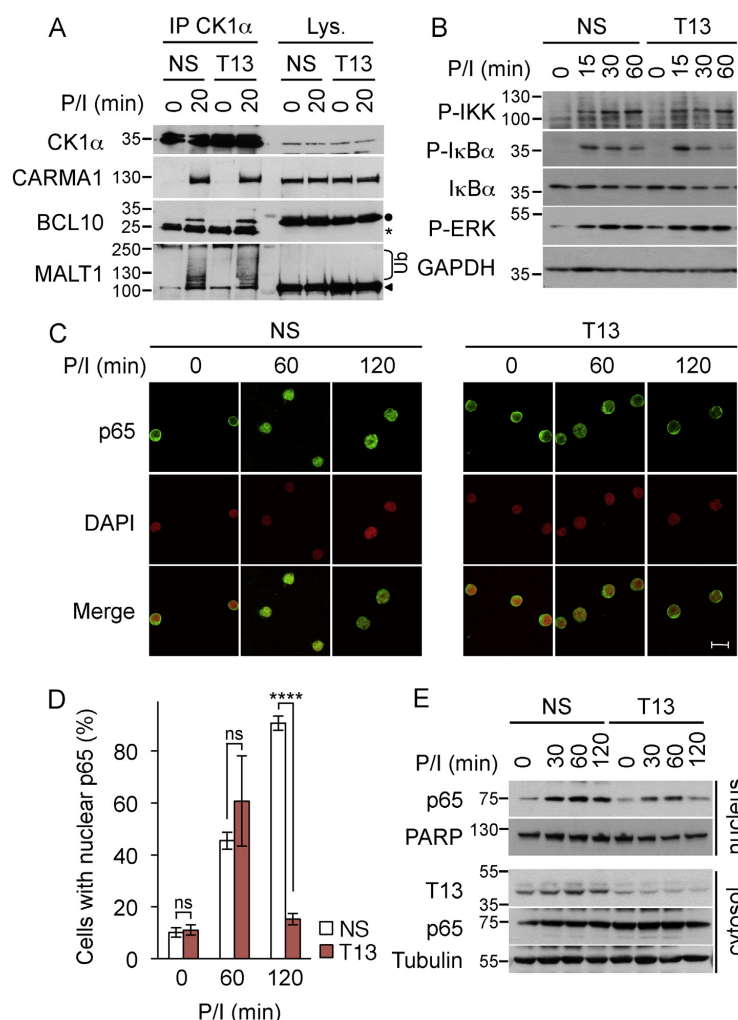 A
IP CK1α Lys.
NS T13 NS T13
P/I (min) 0 20 0 20 0 20 0 20
CK1α 35
CARMA1 130
BCL10 35 25 ● *
MALT1 250 130 100 Ub ◄
B
NS T13
P/I (min) 0 15 30 60 0 15 30 60
P-IKK 130 100
P-IκBα 35
IκBα
P-ERK 55
GAPDH 35
C
NS T13
P/I (min) 0 60 120 0 60 120
p65
DAPI
Merge
D
Cells with nuclear p65 (%)
80
60
40
20
0
ns
ns
****
NS
T13
0 60 120
P/I (min)
E
NS T13
P/I (min) 0 30 60 120 0 30 60 120
p65 75
PARP 130
nucleus
T13 55 35
p65 75
Tubulin 55
cytosol